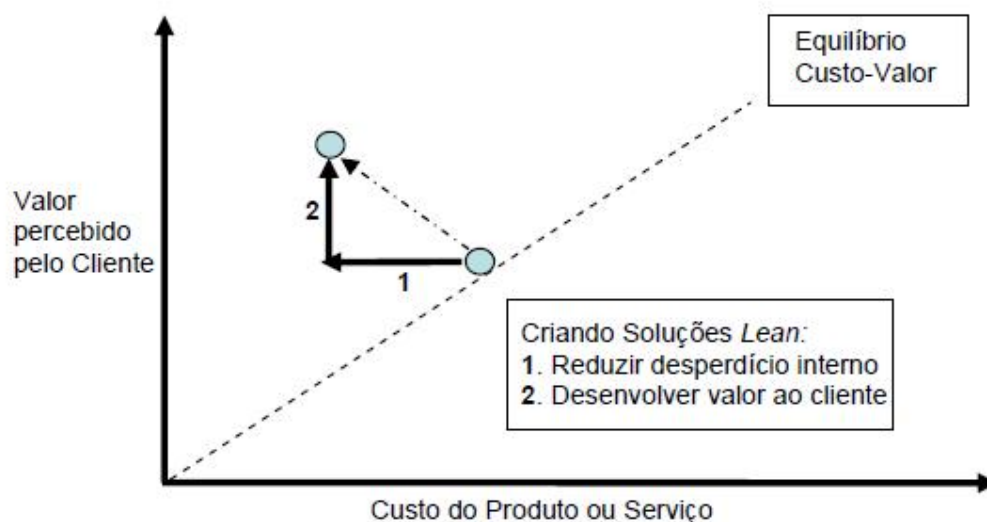 Equilíbrio
Custo-Valor
Valor
percebido
pelo Cliente
2
1
Criando Soluções Lean:
1. Reduzir desperdício interno
2. Desenvolver valor ao cliente
Custo do Produto ou Serviço